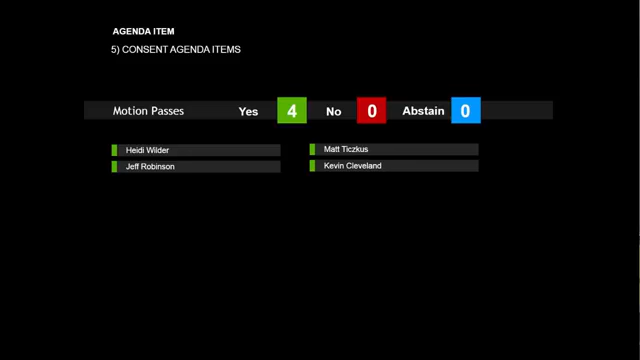 AGENDA ITEM
5) CONSENT AGENDA ITEMS
Motion Passes Yes 4 No 0 Abstain 0
Heidi Wilder Matt Ticzkus
Jeff Robinson Kevin Cleveland